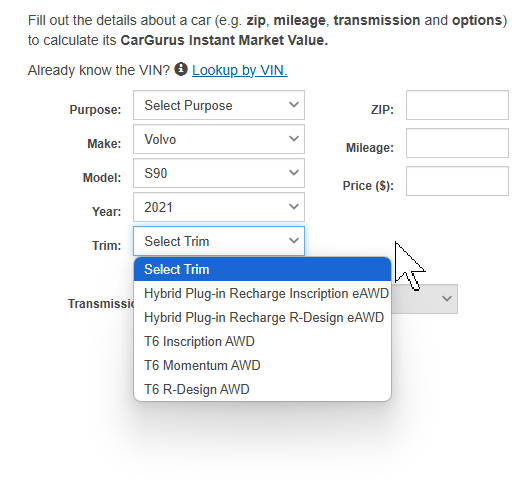 Fill out the details about a car (e.g. zip, mileage, transmission and options)
to calculate its CarGurus Instant Market Value.
Already know the VIN? Lookup by VIN.
Purpose: Select Purpose
ZIP:
Make: Volvo
Mileage:
Model: S90
Price ($):
Year: 2021
Trim: Select Trim
Select Trim
Hybrid Plug-in Recharge Inscription eAWD
Transmissi
Hybrid Plug-in Recharge R-Design eAWD
T6 Inscription AWD
T6 Momentum AWD
T6 R-Design AWD